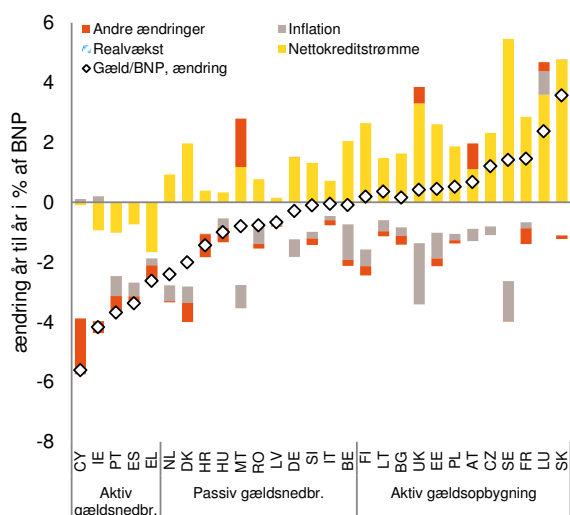 Andre ændringer
Inflation
Realvækst
Nettokreditstrømme
Gæld/BNP, ændring
ændring år til år i % af BNP
6
4
2
0
-2
-4
-6
-8
CY IE PT ES EL NL DK HR HU MT RO LV DE SI IT BE FI LT BG UK EE PL AT CZ SE FR LU SK
Aktiv gældsnedbr.
Passiv gældsnedbr.
Aktiv gældsopbygning